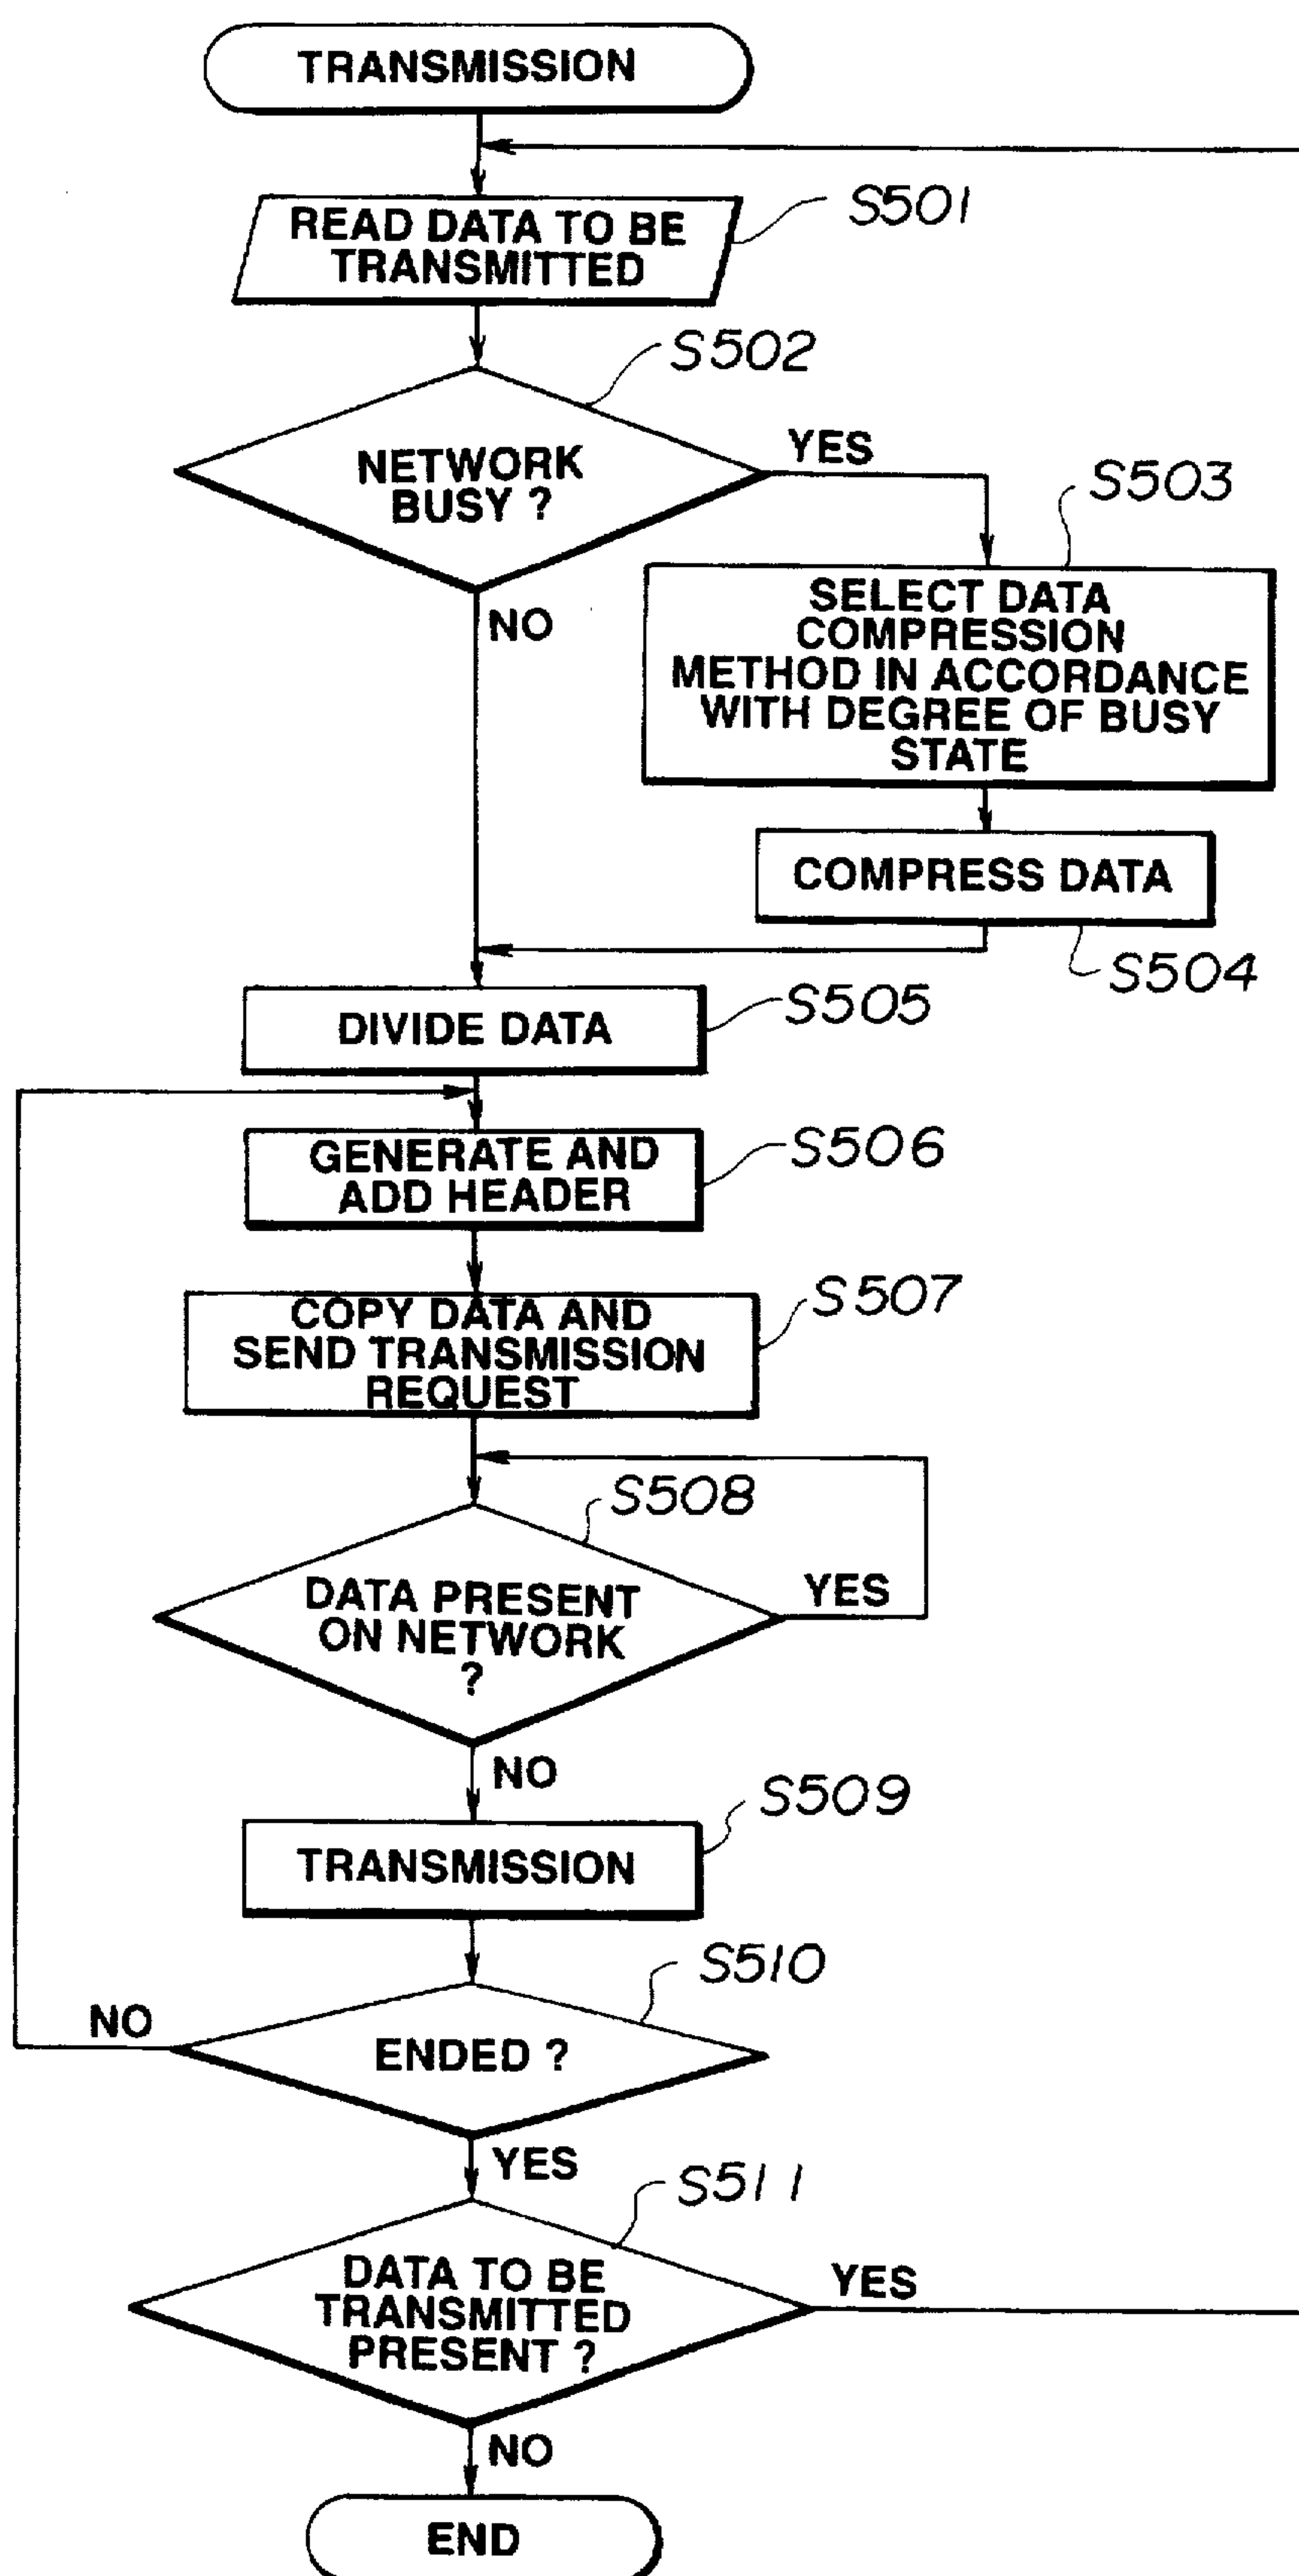 TRANSMISSION
READ DATA TO BE
TRANSMITTED
S501
S502
NETWORK
BUSY ?
YES
NO
S503
SELECT DATA
COMPRESSION
METHOD IN ACCORDANCE
WITH DEGREE OF BUSY
STATE
COMPRESS DATA
S504
DIVIDE DATA
S505
GENERATE AND
ADD HEADER
S506
COPY DATA AND
SEND TRANSMISSION
REQUEST
S507
S508
DATA PRESENT
ON NETWORK
?
YES
NO
S509
TRANSMISSION
S510
NO
ENDED ?
YES
S511
DATA TO BE
TRANSMITTED
PRESENT ?
YES
NO
END